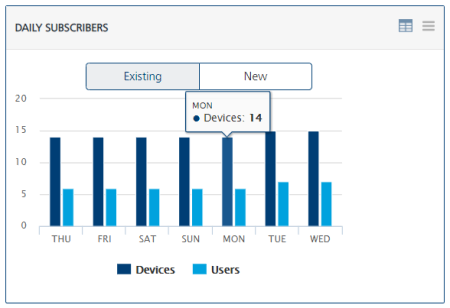 DAILY SUBSCRIBERS
Existing New
MON
Devices: 14
20
15
10
5
0
THU FRI SAT SUN MON TUE WED
Devices Users